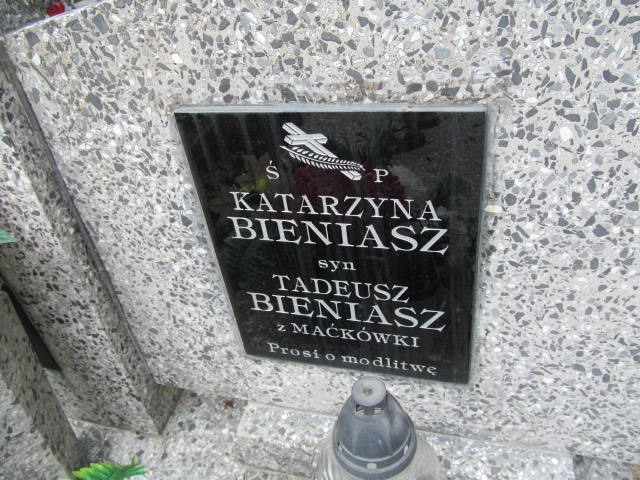 Ś P
KATARZYNA
BIENIASZ
syn
TADEUSZ
BIENIASZ
z MAĆKÓWKI
Prosi o modlitwę